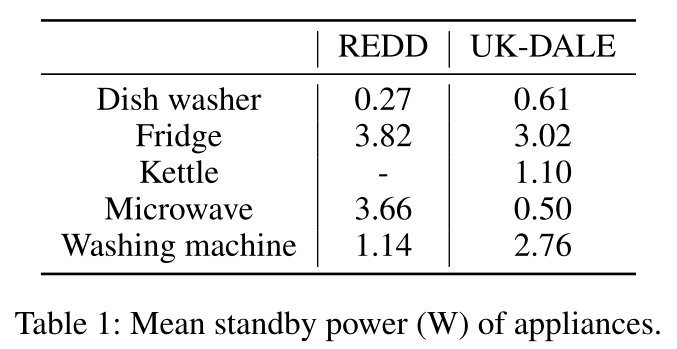 REDD UK-DALE
Dish washer 0.27 0.61
Fridge 3.82 3.02
Kettle - 1.10
Microwave 3.66 0.50
Washing machine 1.14 2.76
Table 1: Mean standby power (W) of appliances.